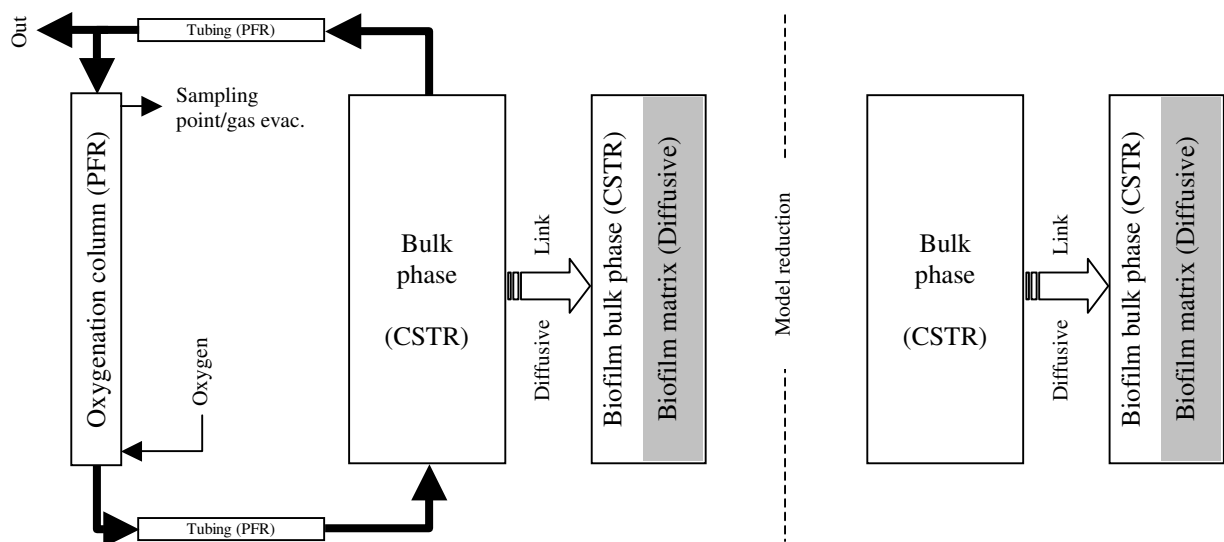 Out
Tubing (PFR)
Sampling
point/gas evac.
Oxygenation column (PFR)
Oxygen
Tubing (PFR)
Bulk
phase
(CSTR)
Link
Diffusive
Biofilm bulk phase (CSTR)
Biofilm matrix (Diffusive)
Model reduction
Bulk
phase
(CSTR)
Link
Diffusive
Biofilm bulk phase (CSTR)
Biofilm matrix (Diffusive)